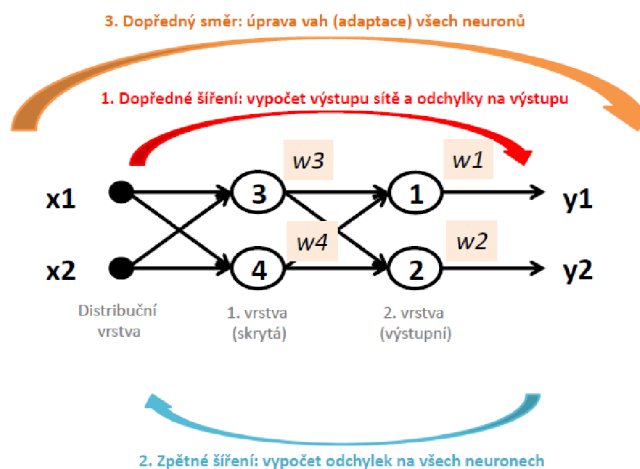 3. Dopředný směr: úprava vah (adaptace) všech neuronů
1. Dopředné šíření: vypočet výstupu sítě a odchylky na výstupu
w3 w1
x1 3 1 y1
w4 w2
x2 4 2 y2
Distribuční vrstva
1. vrstva (skrytá)
2. vrstva (výstupní)
2. Zpětné šíření: vypočet odchylek na všech neuronech